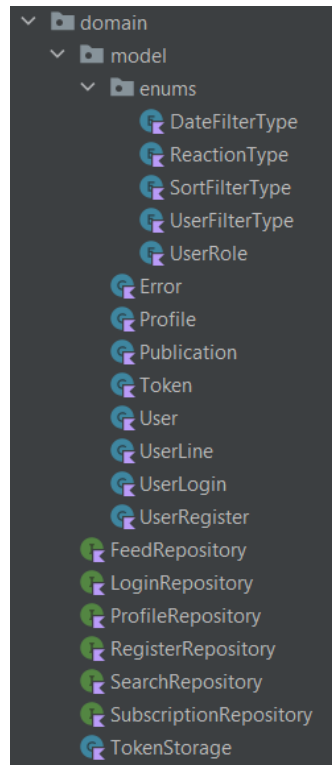 domain
model
enums
DateFilterType
ReactionType
SortFilterType
UserFilterType
UserRole
Error
Profile
Publication
Token
User
UserLine
UserLogin
UserRegister
FeedRepository
LoginRepository
ProfileRepository
RegisterRepository
SearchRepository
SubscriptionRepository
TokenStorage